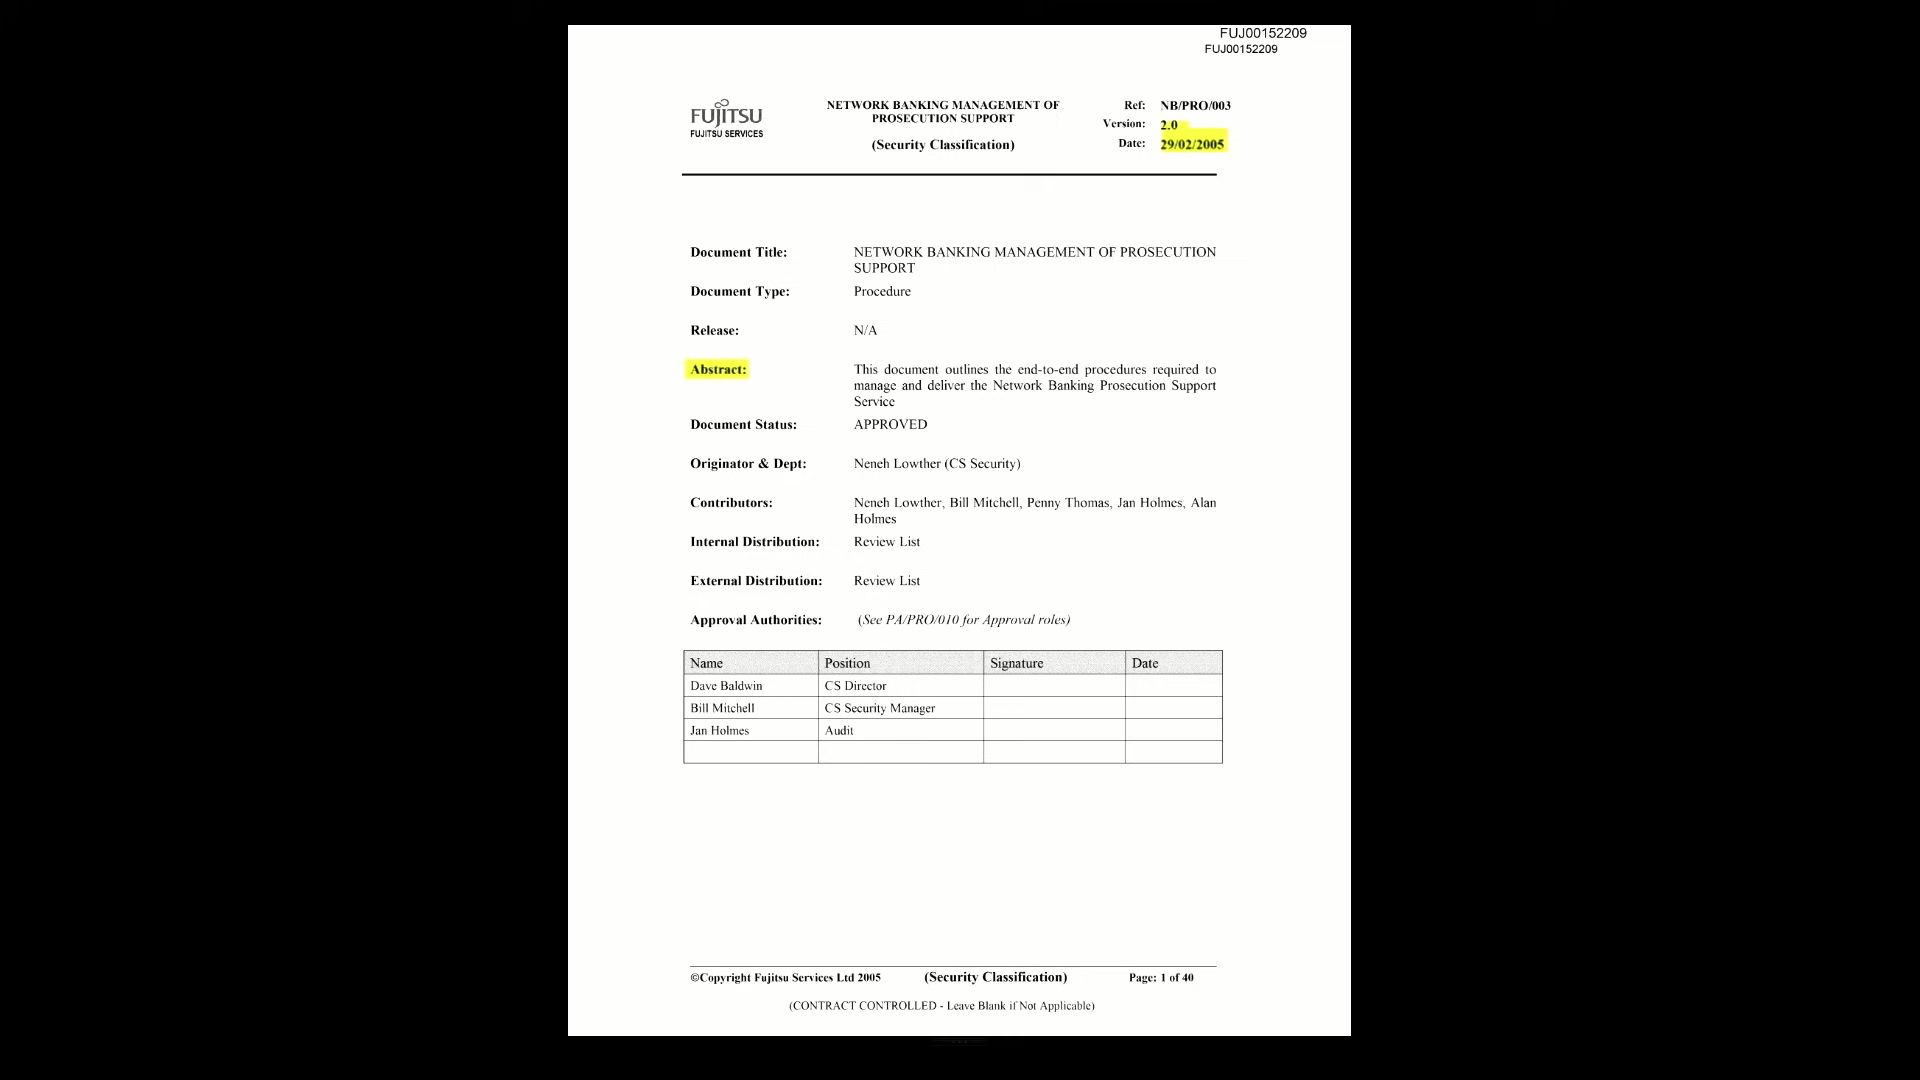 FUJ00152209
FUJ00152209
FUJITSU
FUJITSU SERVICES
NETWORK BANKING MANAGEMENT OF
PROSECUTION SUPPORT
(Security Classification)
Ref: NB/PRO/003
Version: 2.0
Date: 29/02/2005
Document Title: NETWORK BANKING MANAGEMENT OF PROSECUTION
SUPPORT
Document Type: Procedure
Release: N/A
Abstract: This document outlines the end-to-end procedures required to
manage and deliver the Network Banking Prosecution Support
Service
Document Status: APPROVED
Originator & Dept: Neneh Lowther (CS Security)
Contributors: Neneh Lowther, Bill Mitchell, Penny Thomas, Jan Holmes, Alan
Holmes
Internal Distribution: Review List
External Distribution: Review List
Approval Authorities: (See PA/PRO/010 for Approval roles)
Name Position Signature Date
Dave Baldwin CS Director
Bill Mitchell CS Security Manager
Jan Holmes Audit
©Copyright Fujitsu Services Ltd 2005 (Security Classification) Page: 1 of 40
(CONTRACT CONTROLLED - Leave Blank if Not Applicable)